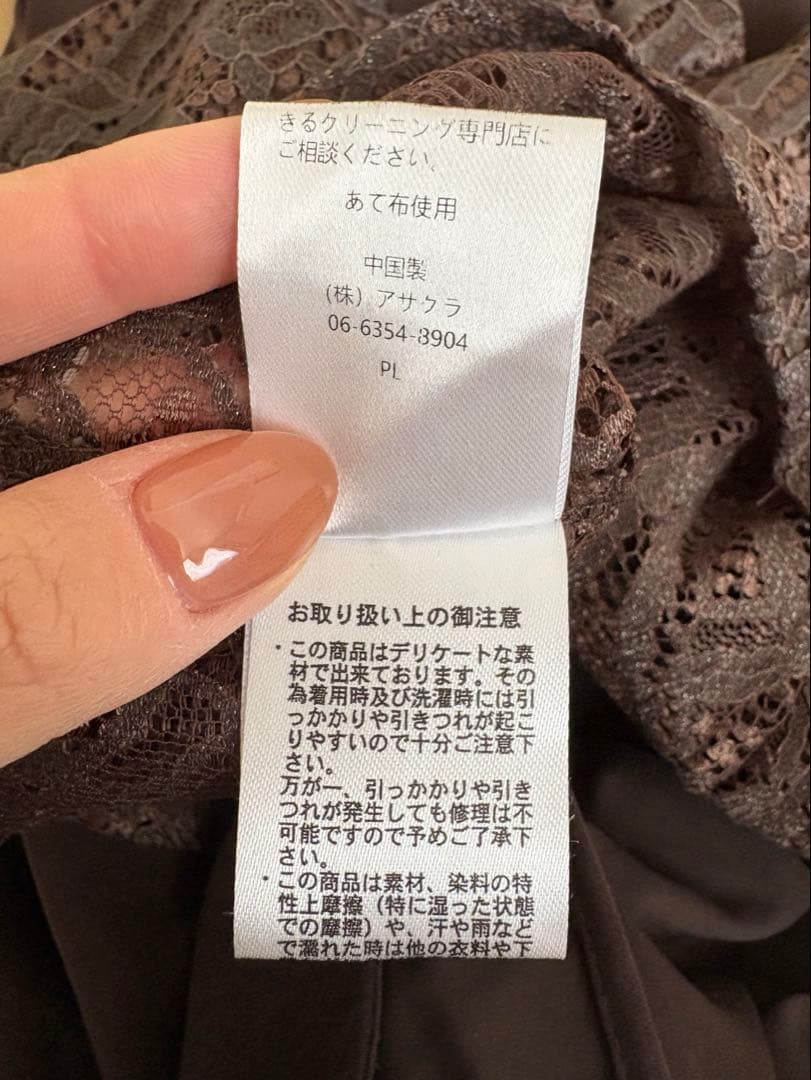 きるクリーニング専門店に
ご相談ください。
あて布使用
中国製
(株) アサクラ
06-6354-8904
PL
お取り扱い上の御注意
・この商品はデリケートな素
材で出来ております。その
為着用時及び洗濯時には引
っかかりや引きつれが起こ
りやすいので十分ご注意下
さい。
万が一、引っかかりや引き
つれが発生しても修理は不
可能ですので予めご了承下
さい。
・この商品は素材、染料の特
性上摩擦（特に湿った状態
での摩擦）や、汗や雨など
で濡れた時は他の衣料や下